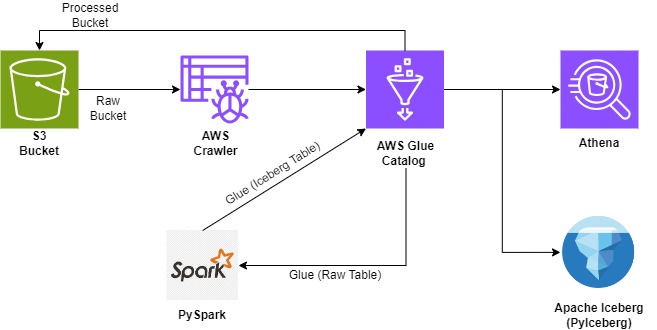 Processed
Bucket
Raw
Bucket
S3
Bucket
AWS
Crawler
AWS Glue
Catalog
Athena
Glue (Iceberg Table)
Spark
Glue (Raw Table)
PySpark
Apache Iceberg
(PyIceberg)